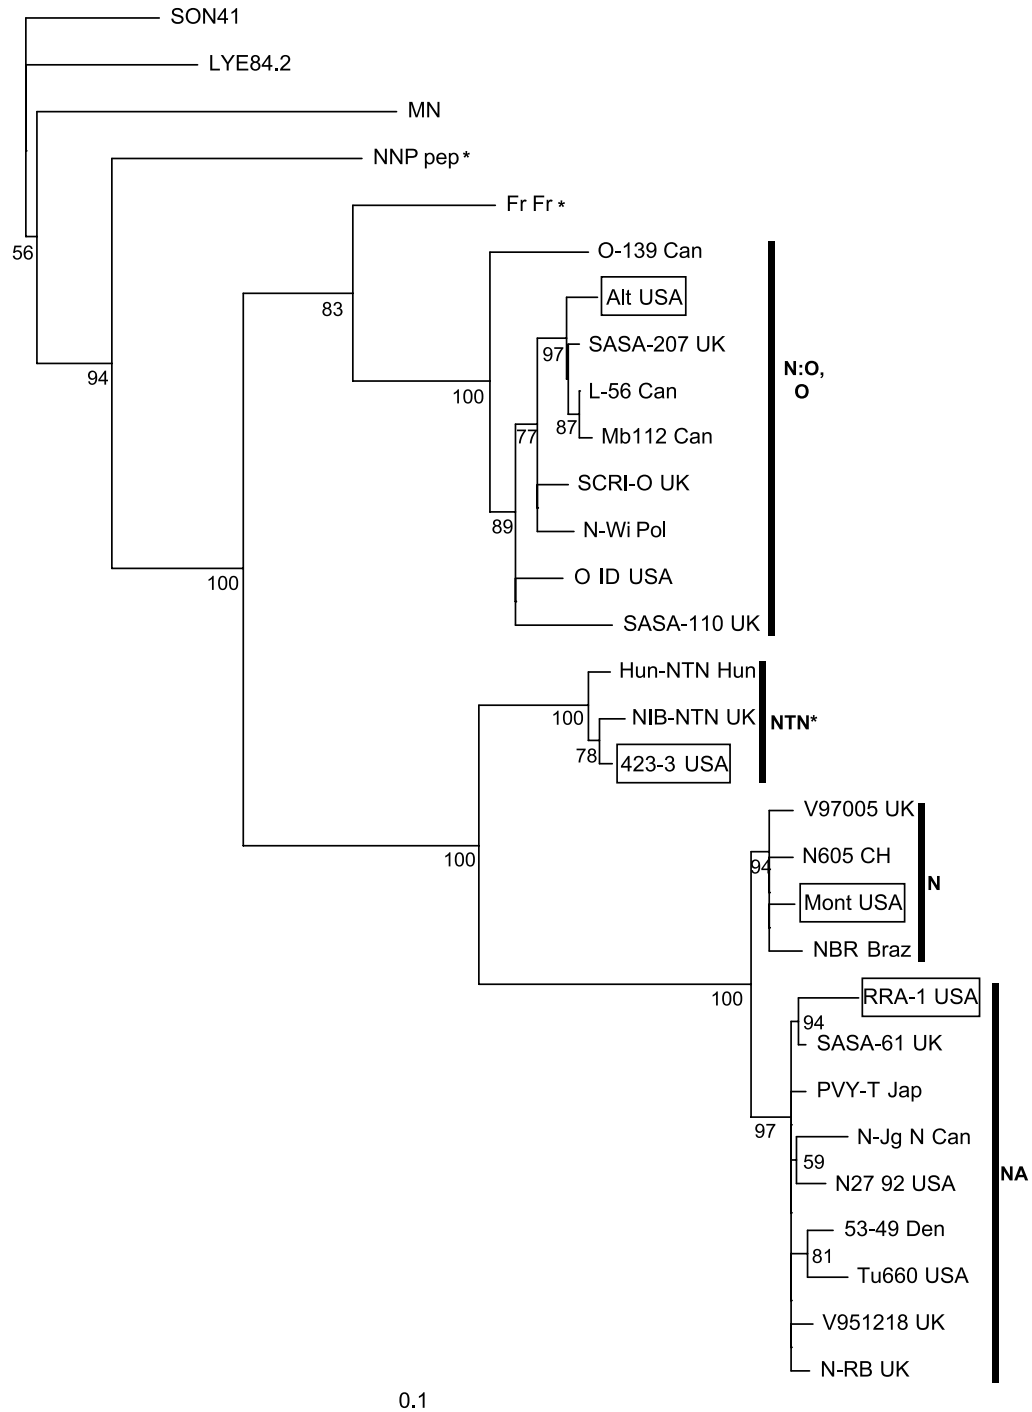 SON41
LYE84.2
MN
NNP pep*
Fr Fr*
56
O-139 Can
Alt USA
83
SASA-207 UK
97
N:O,
O
94
L-56 Can
100
87
77
Mb112 Can
SCRI-O UK
89
N-Wi Pol
O ID USA
100
SASA-110 UK
Hun-NTN Hun
100
NIB-NTN UK
NTN*
78
423-3 USA
V97005 UK
100
94
N605 CH
N
Mont USA
NBR Braz
100
RRA-1 USA
94
SASA-61 UK
PVY-T Jap
97
N-Jg N Can
59
NA
N27 92 USA
53-49 Den
81
Tu660 USA
V951218 UK
N-RB UK
0.1